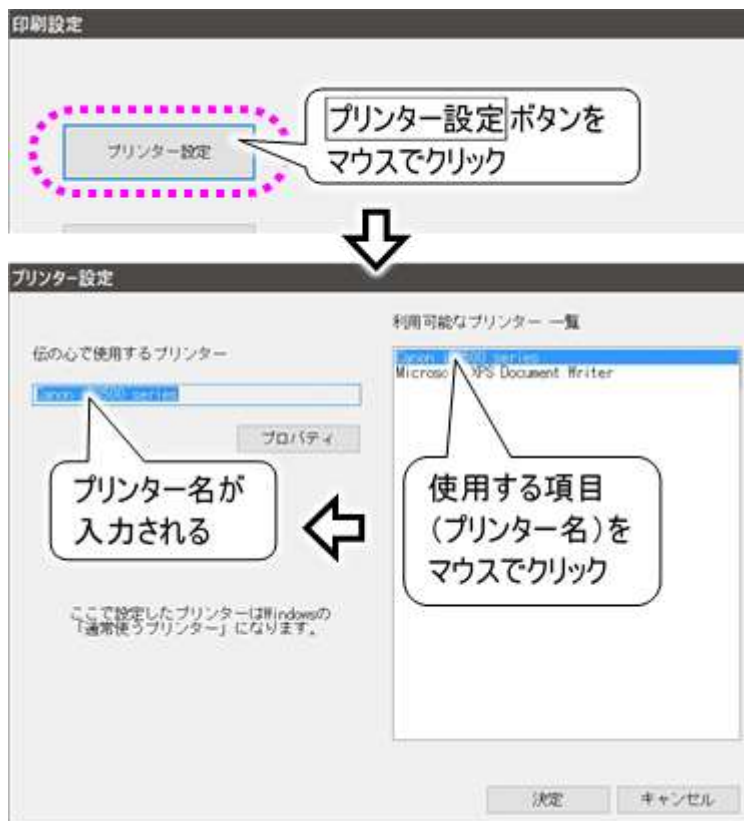 印刷設定
プリンター設定
プリンター設定ボタンを
マウスでクリック
プリンター設定
利用可能なプリンター 一覧
伝の心で使用するプリンター
Canon series
Microso XPS Document Writer
Canon 500 series
プロパティ
プリンター名が
入力される
使用する項目
(プリンター名)を
マウスでクリック
ここで設定したプリンターはWindowsの
「通常使うプリンター」になります。
決定
キャンセル